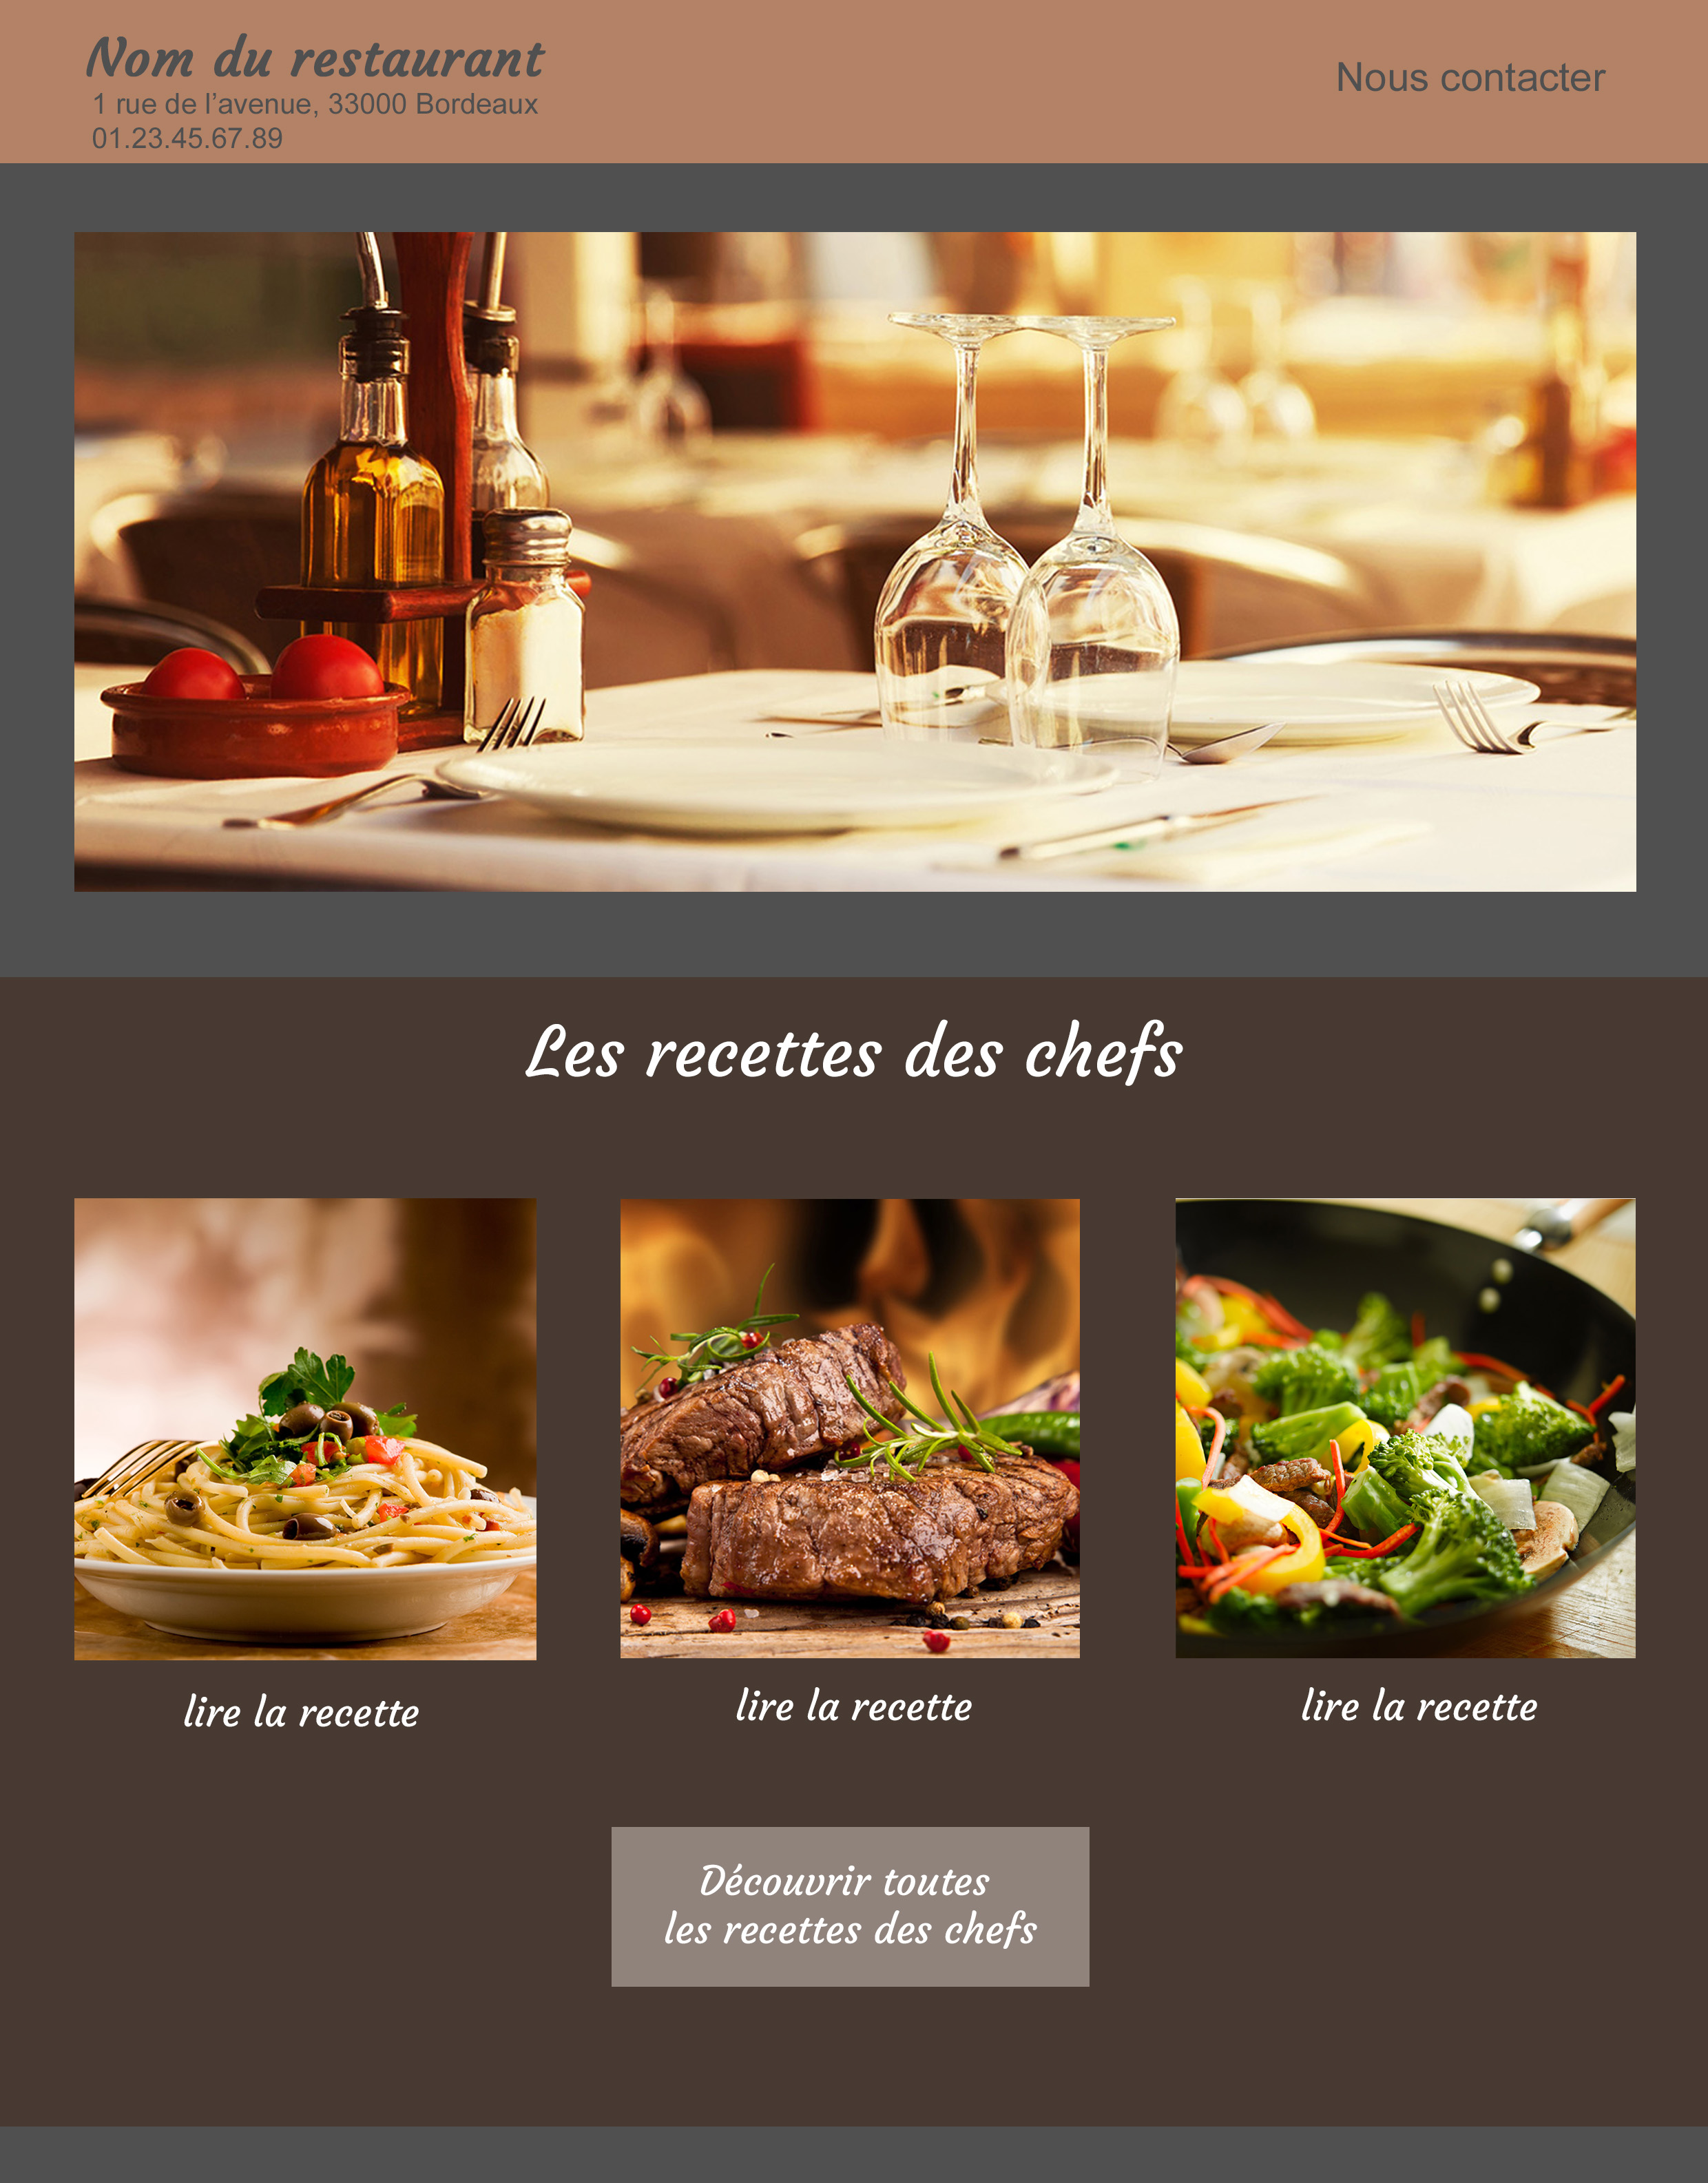 Nom du restaurant
1 rue de l’avenue, 33000 Bordeaux
01.23.45.67.89
Nous contacter
Les recettes des chefs
lire la recette
lire la recette
lire la recette
Découvrir toutes
les recettes des chefs